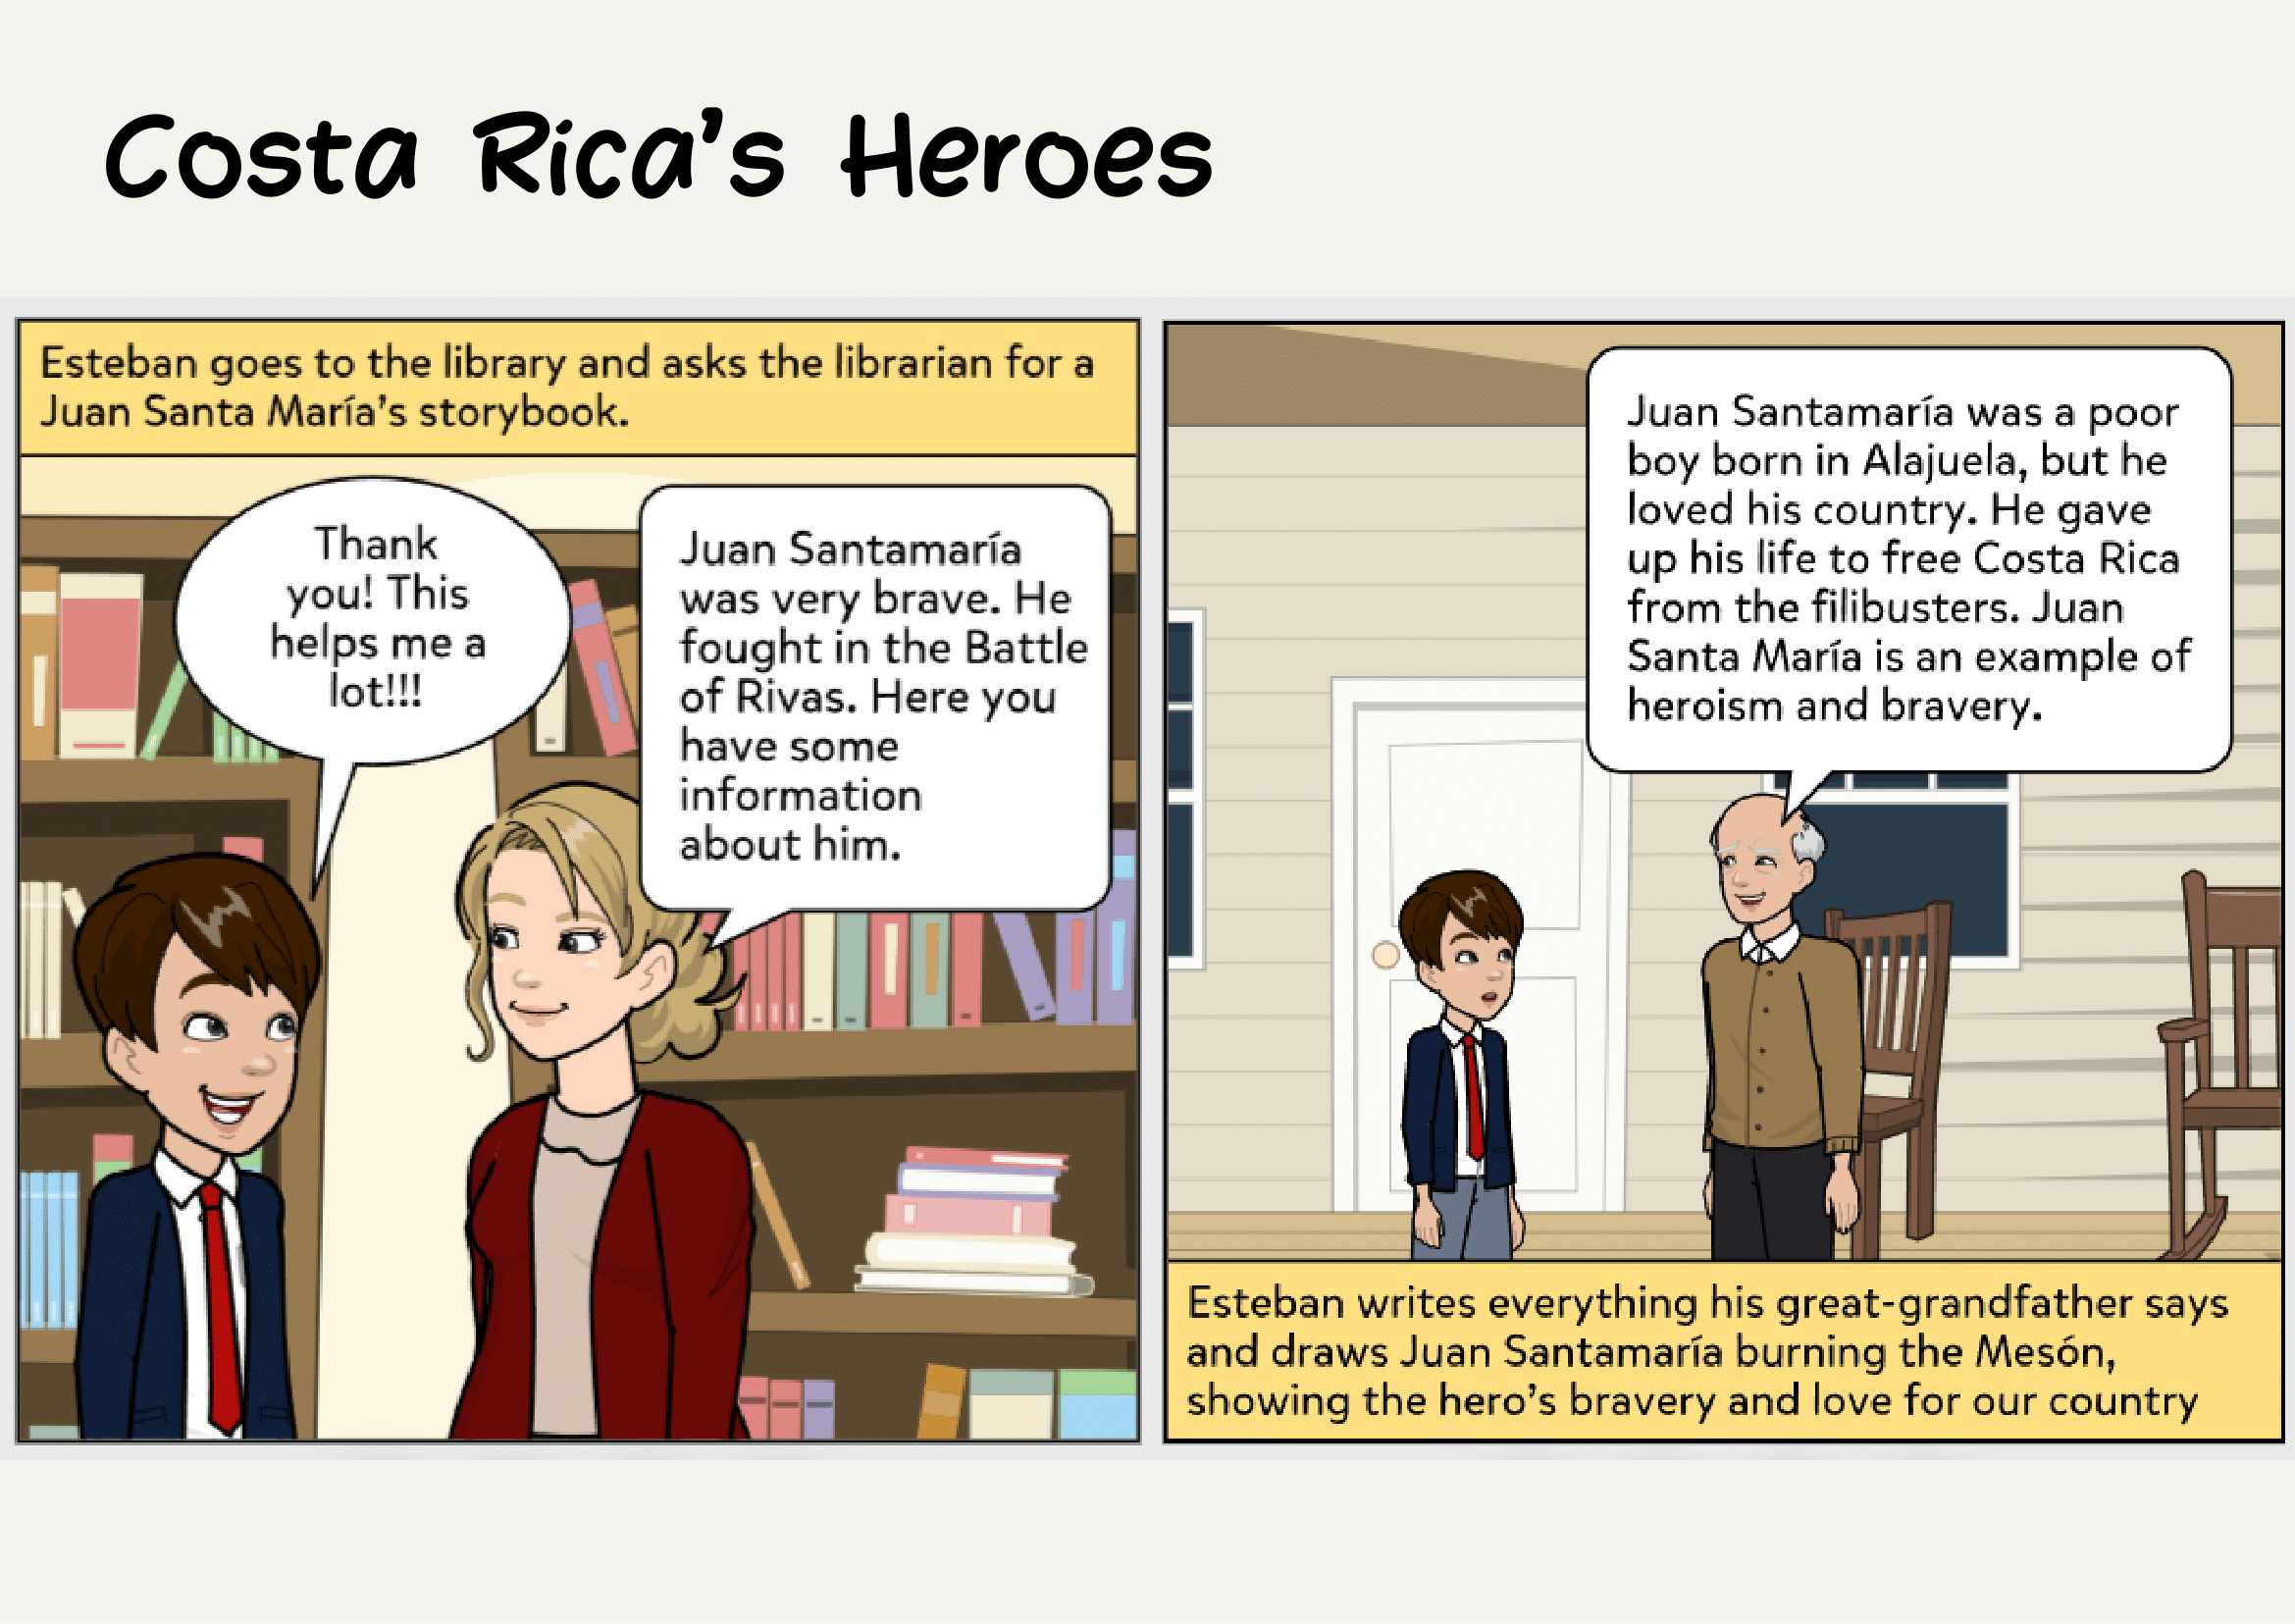 Costa Rica's Heroes
Esteban goes to the library and asks the librarian for a
Juan Santa María's storybook.
Thank
you! This
helps me a
lot!!!
Juan Santamaría
was very brave. He
fought in the Battle
of Rivas. Here you
have some
information
about him.
Juan Santamaría was a poor
boy born in Alajuela, but he
loved his country. He gave
up his life to free Costa Rica
from the filibusters. Juan
Santa María is an example of
heroism and bravery.
Esteban writes everything his great-grandfather says
and draws Juan Santamaría burning the Mesón,
showing the hero's bravery and love for our country